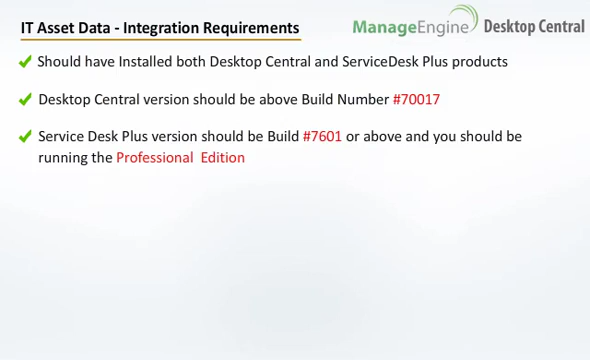 IT Asset Data - Integration Requirements
ManageEngine Desktop Central
Should have Installed both Desktop Central and ServiceDesk Plus products
Desktop Central version should be above Build Number #70017
Service Desk Plus version should be Build #7601 or above and you should be
running the Professional Edition